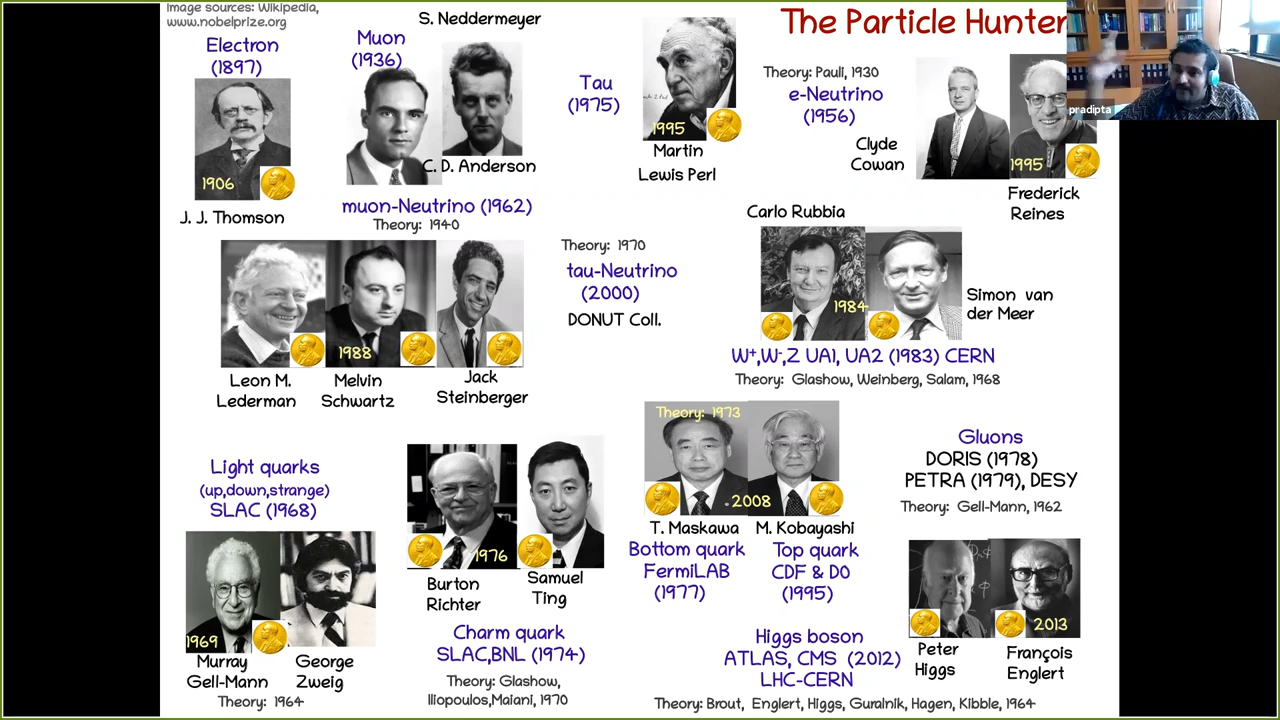 Image sources: Wikipedia,
www.nobelprize.org
The Particle Hunter
pradipta
Electron
(1897)
1906
J. J. Thomson
Muon
(1936)
S. Neddermeyer
C. D. Anderson
Tau
(1975)
1995
Martin
Lewis Perl
Theory: Pauli, 1930
e-Neutrino
(1956)
Clyde
Cowan
1995
Frederick
Reines
muon-Neutrino (1962)
Theory: 1940
1988
Leon M.
Lederman
Melvin
Schwartz
Jack
Steinberger
Theory: 1970
tau-Neutrino
(2000)
DONUT Coll.
Carlo Rubbia
1984
Simon van
der Meer
W+,W-,Z UA1, UA2 (1983) CERN
Theory: Glashow, Weinberg, Salam, 1968
Light quarks
(up,down,strange)
SLAC (1968)
1969
Murray
Gell-Mann
George
Zweig
Theory: 1964
1976
Burton
Richter
Samuel
Ting
Charm quark
SLAC,BNL (1974)
Theory: Glashow,
Iliopoulos,Maiani, 1970
Theory: 1973
2008
T. Maskawa
M. Kobayashi
Bottom quark
FermiLAB
(1977)
Top quark
CDF & D0
(1995)
Gluons
DORIS (1978)
PETRA (1979), DESY
Theory: Gell-Mann, 1962
2013
Peter
Higgs
François
Englert
Higgs boson
ATLAS, CMS (2012)
LHC-CERN
Theory: Brout, Englert, Higgs, Guralnik, Hagen, Kibble, 1964